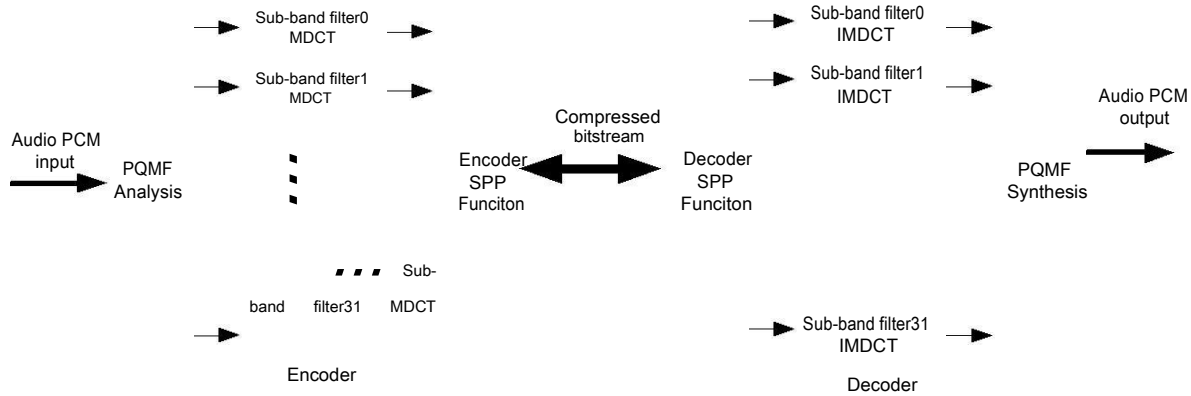 Sub-band filter0
MDCT
Sub-band filter1
MDCT
Audio PCM
input
PQMF
Analysis
Sub-
band filter31 MDCT
Encoder
Encoder
SPP
Funciton
Compressed
bitstream
Decoder
SPP
Funciton
Sub-band filter0
IMDCT
Sub-band filter1
IMDCT
Sub-band filter31
IMDCT
Decoder
PQMF
Synthesis
Audio PCM
output